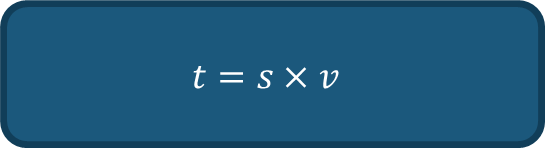 t = s × v